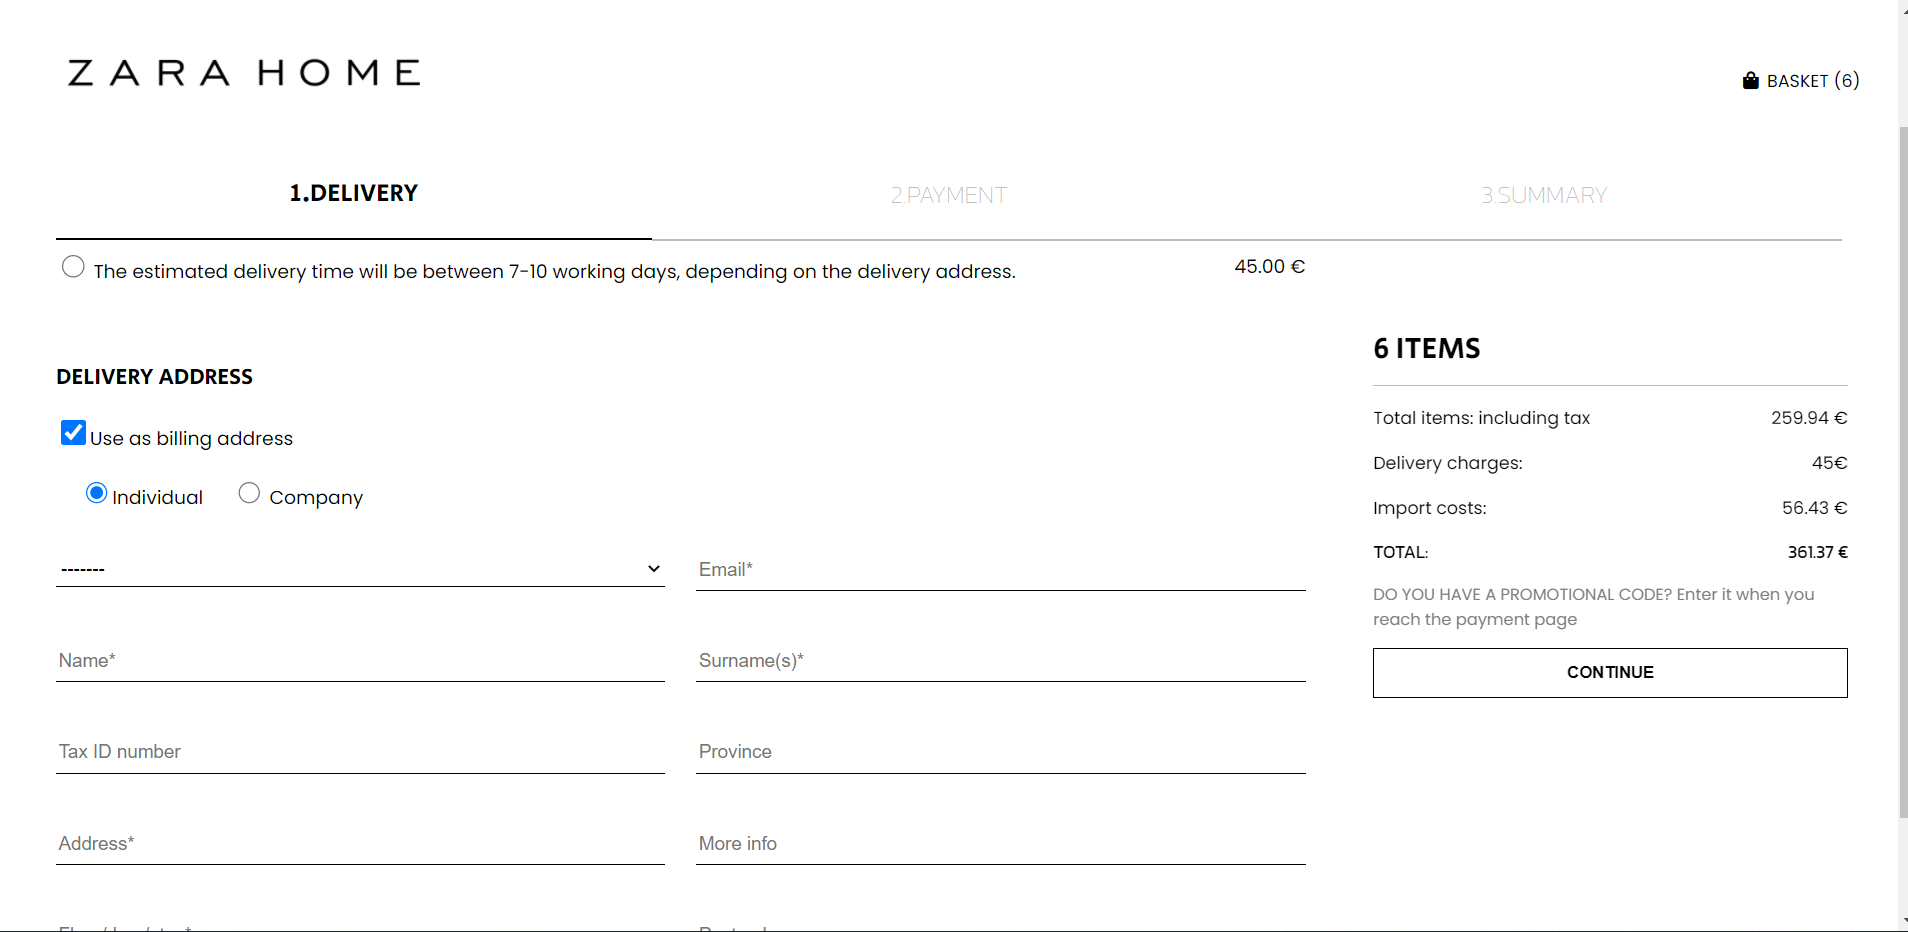 ZARA HOME
BASKET (6)
1.DELIVERY
2.PAYMENT
3.SUMMARY
The estimated delivery time will be between 7-10 working days, depending on the delivery address.
45.00 €
DELIVERY ADDRESS
Use as billing address
Individual
Company
-------
Email*
Name*
Surname(s)*
Tax ID number
Province
Address*
More info
6 ITEMS
Total items: including tax 259.94 €
Delivery charges: 45€
Import costs: 56.43 €
TOTAL: 361.37 €
DO YOU HAVE A PROMOTIONAL CODE? Enter it when you
reach the payment page
CONTINUE